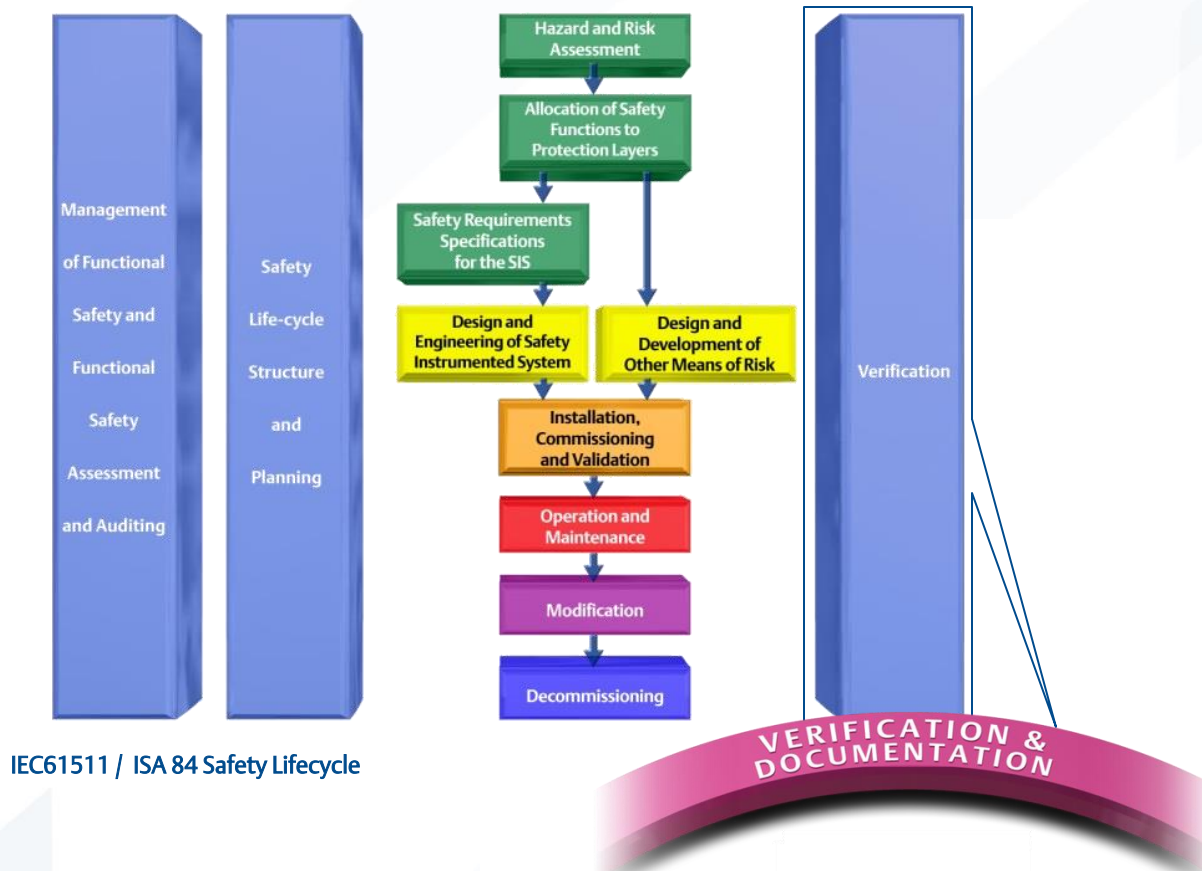 Management
of Functional
Safety and
Functional
Safety
Assessment
and Auditing
Safety
Life-cycle
Structure
and
Planning
Hazard and Risk
Assessment
Allocation of Safety
Functions to
Protection Layers
Safety Requirements
Specifications
for the SIS
Design and
Engineering of Safety
Instrumented System
Design and
Development of
Other Means of Risk
Installation,
Commissioning
and Validation
Operation and
Maintenance
Modification
Decommissioning
Verification
IEC61511 / ISA 84 Safety Lifecycle
VERIFICATION &
DOCUMENTATION